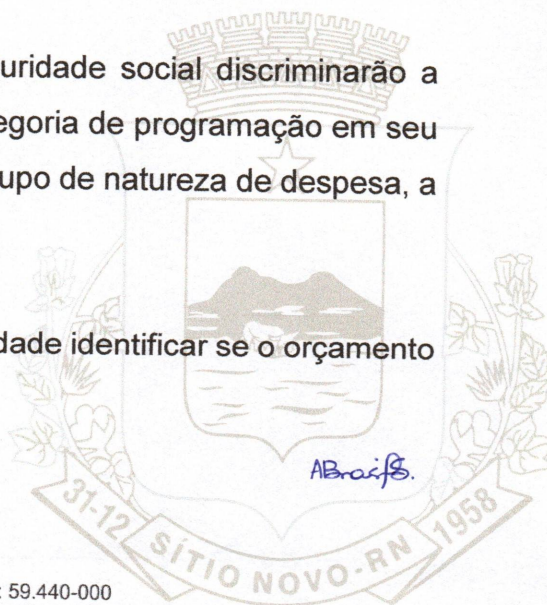 uridade social discriminarão a
egoria de programação em seu
upo de natureza de despesa, a
dade identificar se o orçamento
31-12 SÍTIO NOVO-RN 1958
: 59.440-000